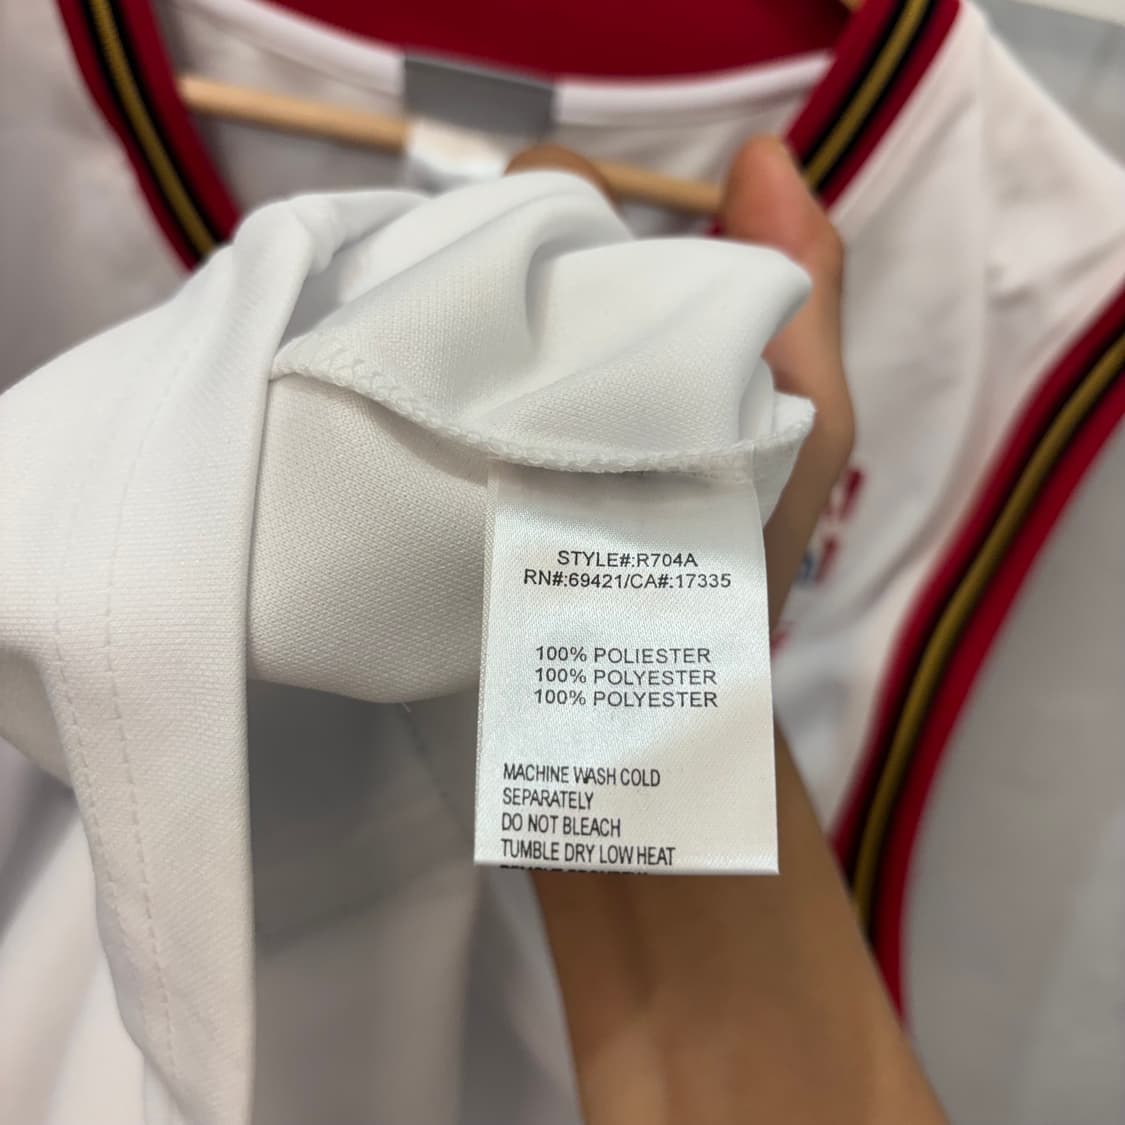 STYLE#:R704A
RN#:69421/CA#:17335
100% POLIESTER
100% POLYESTER
100% POLYESTER
MACHINE WASH COLD
SEPARATELY
DO NOT BLEACH
TUMBLE DRY LOW HEAT